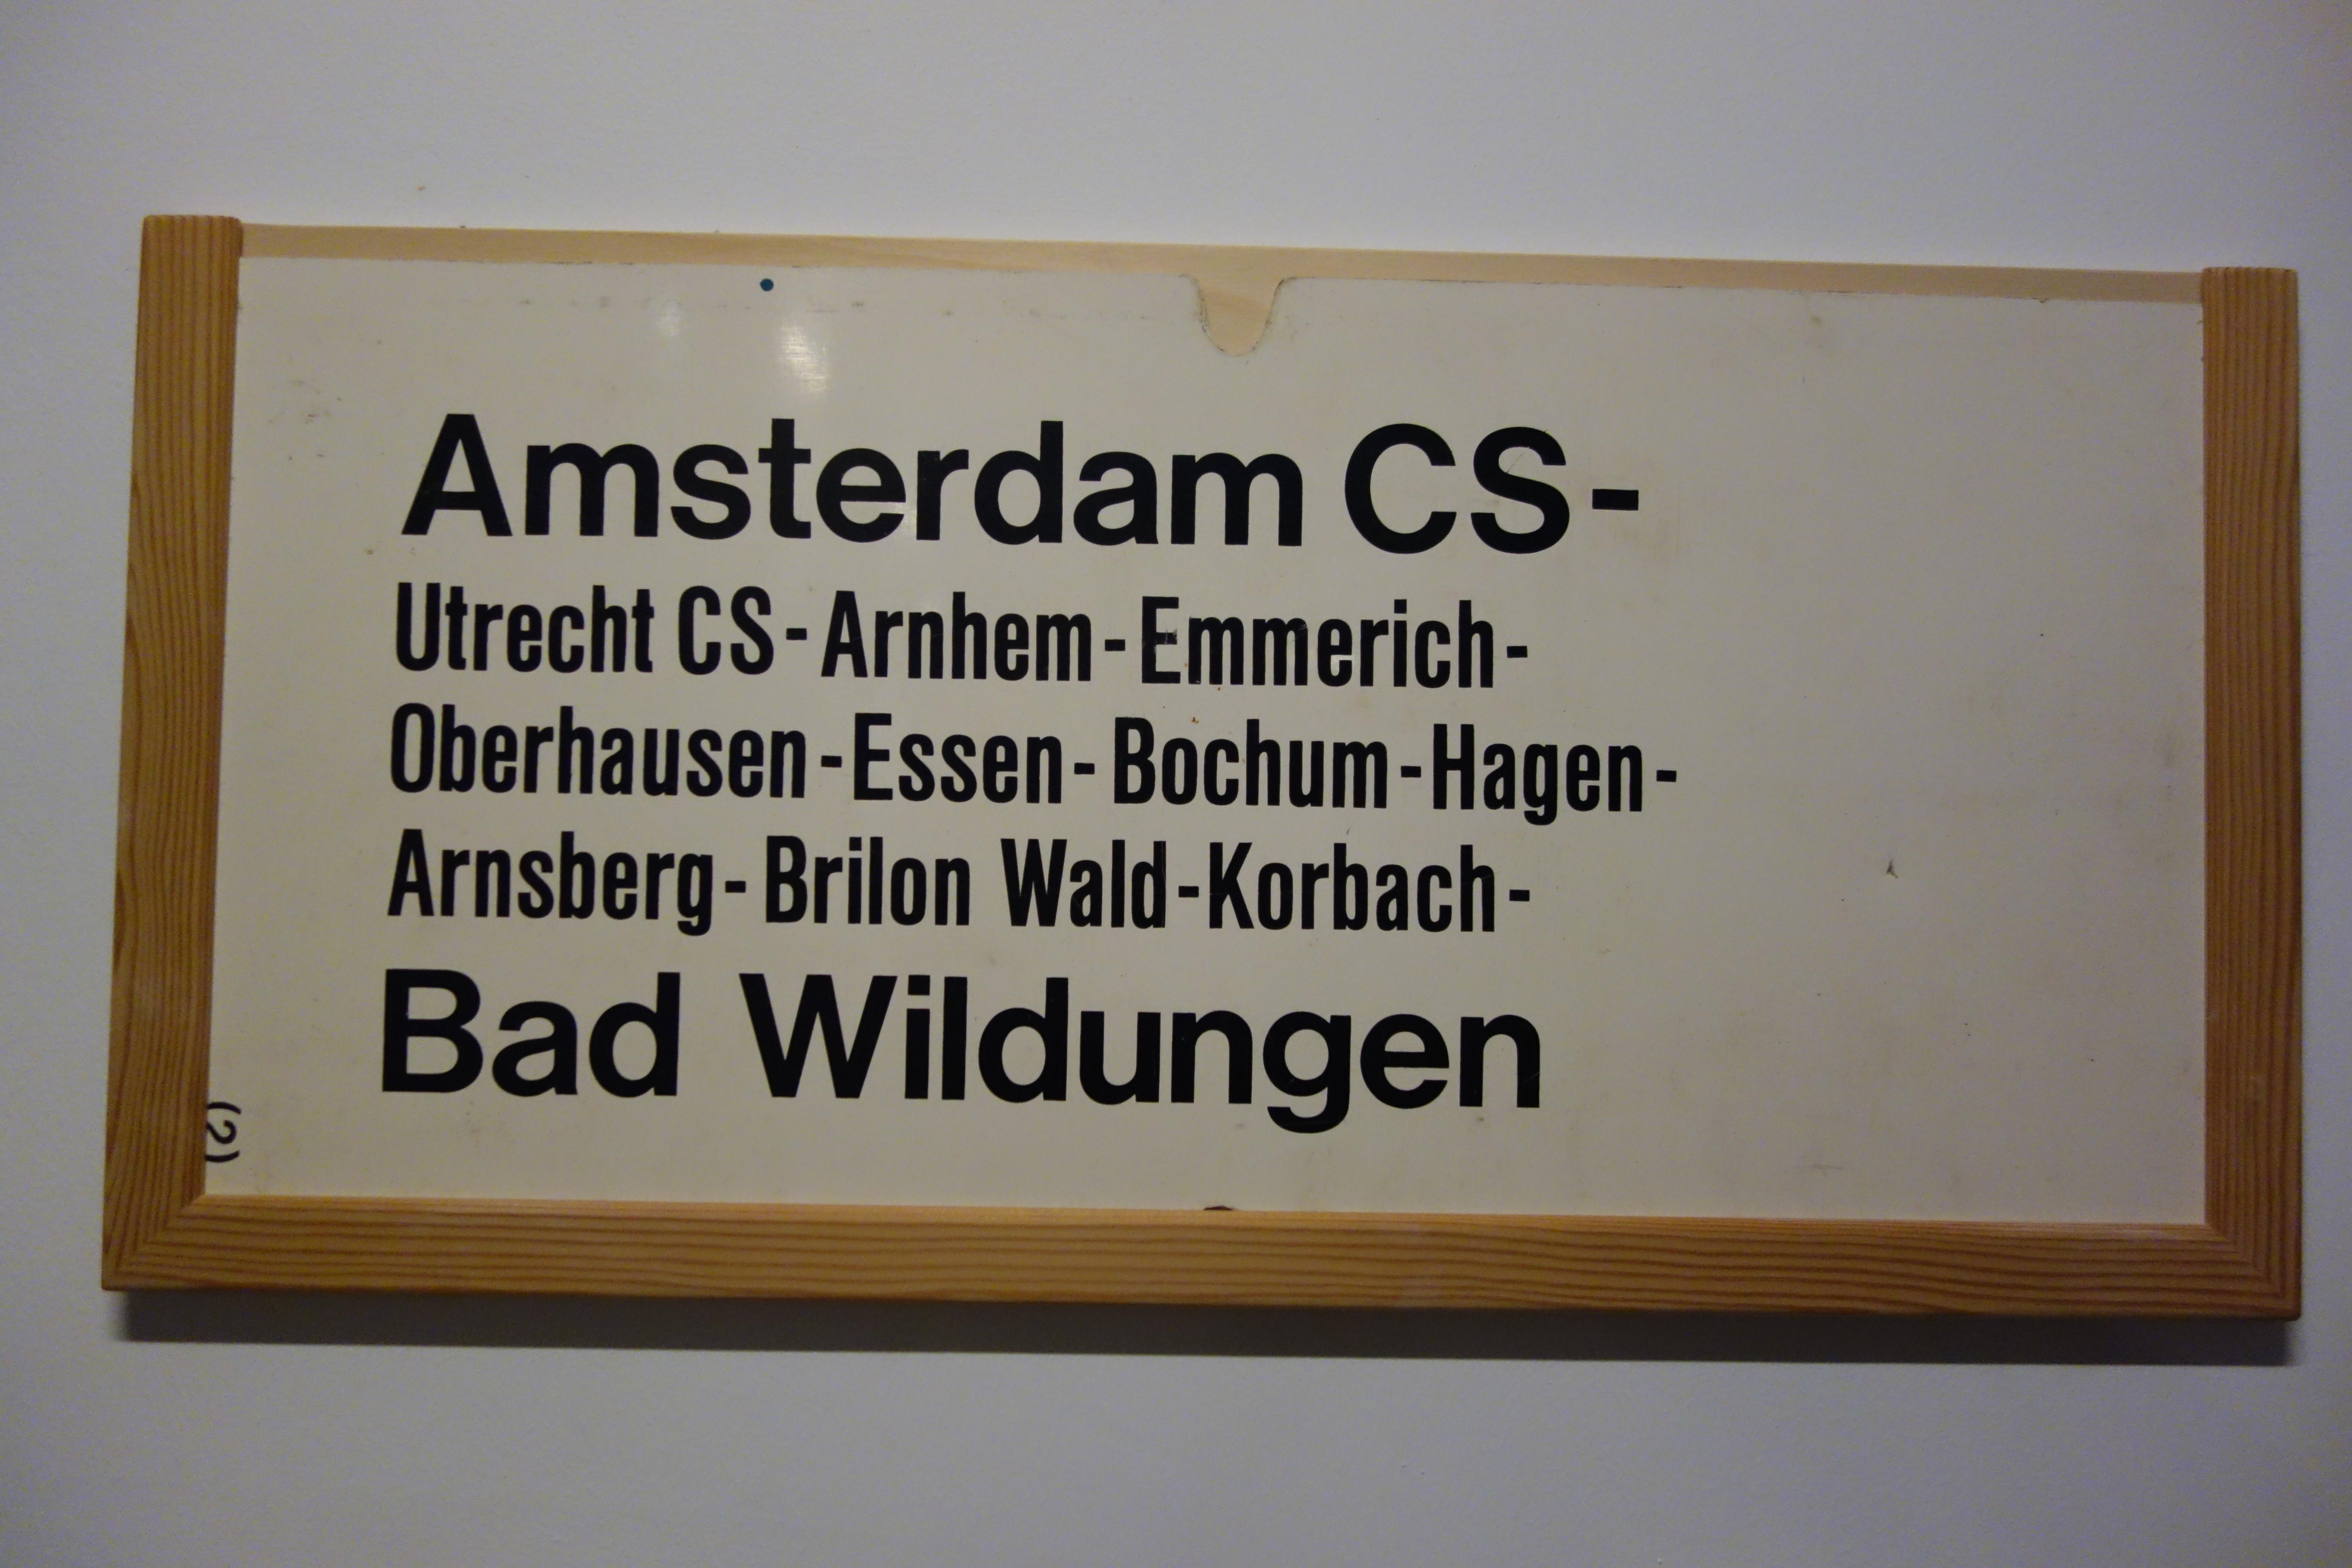 Amsterdam CS-
Utrecht CS-Arnhem-Emmerich-
Oberhausen-Essen-Bochum-Hagen-
Arnsberg-Brilon Wald-Korbach-
Bad Wildungen
(2)